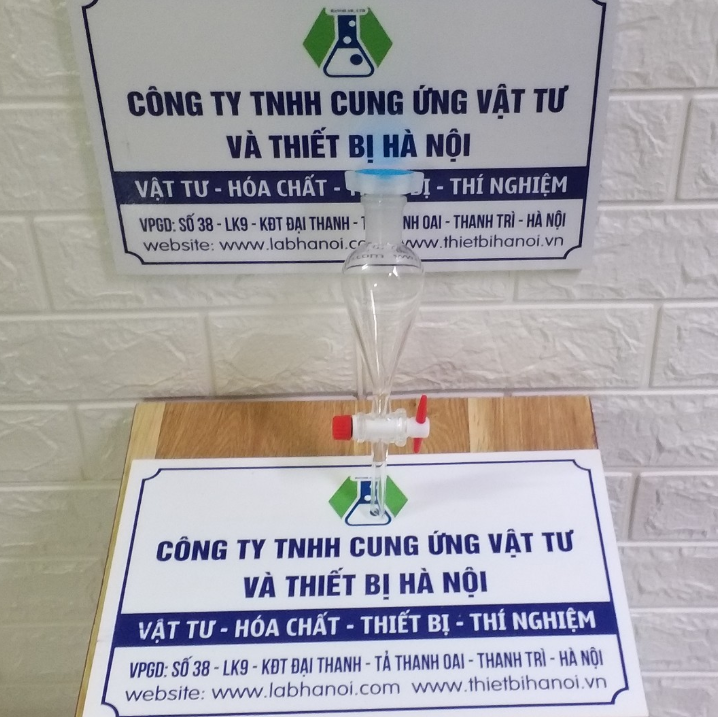 CÔNG TY TNHH CUNG ỨNG VẬT TƯ
VÀ THIẾT BỊ HÀ NỘI
VẬT TƯ - HÓA CHẤT - - THÍ NGHIỆM
VPGD: SỐ 38 - LK9 - KĐT ĐẠI THANH - OAI - THANH TRÌ - HÀ NỘI
website: www.thietbihanoi.vn
CÔNG TY TNHH CUNG ỨNG VẬT TƯ
VÀ THIẾT BỊ HÀ NỘI
VẬT TƯ - HÓA CHẤT - THIẾT BỊ - THÍ NGHIỆM
VPGD: SỐ 38 - LK9 - KĐT ĐẠI THANH - TẢ THANH OAI - THANH TRÌ - HÀ NỘI
website: www.labhanoi.com www.thietbihanoi.vn